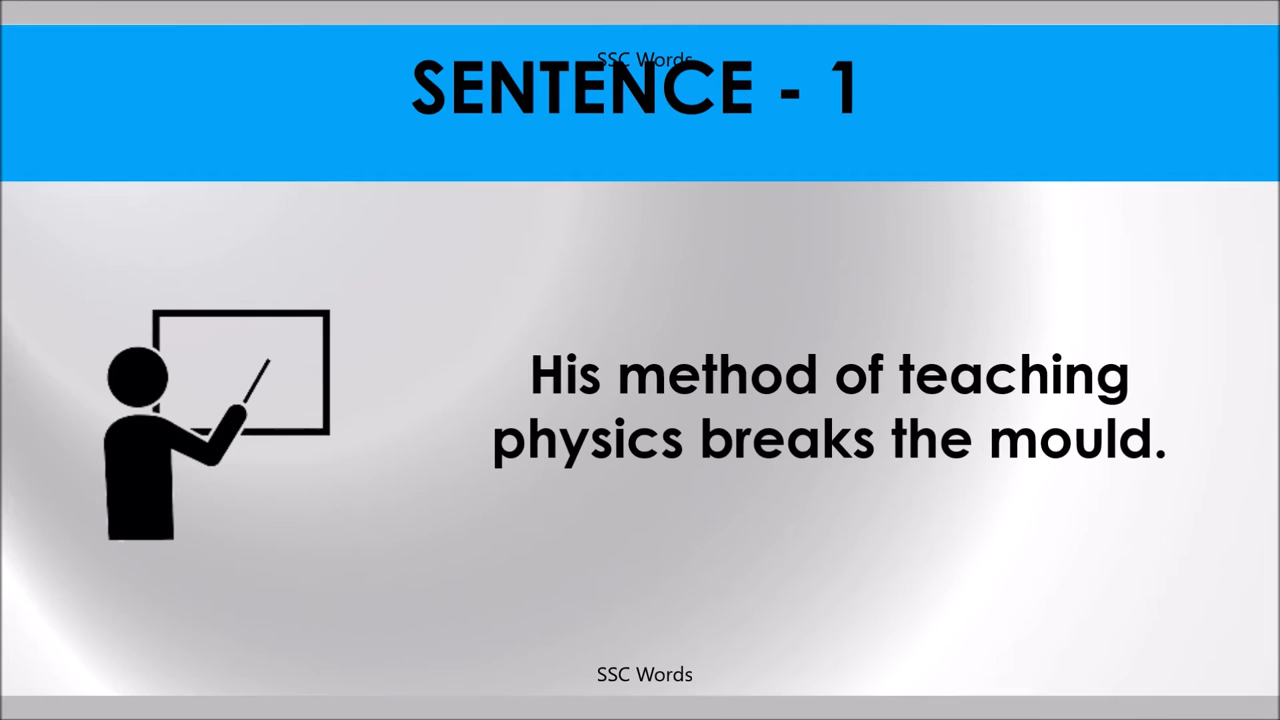 SSC Words
SENTENCE - 1
His method of teaching
physics breaks the mould.
SSC Words